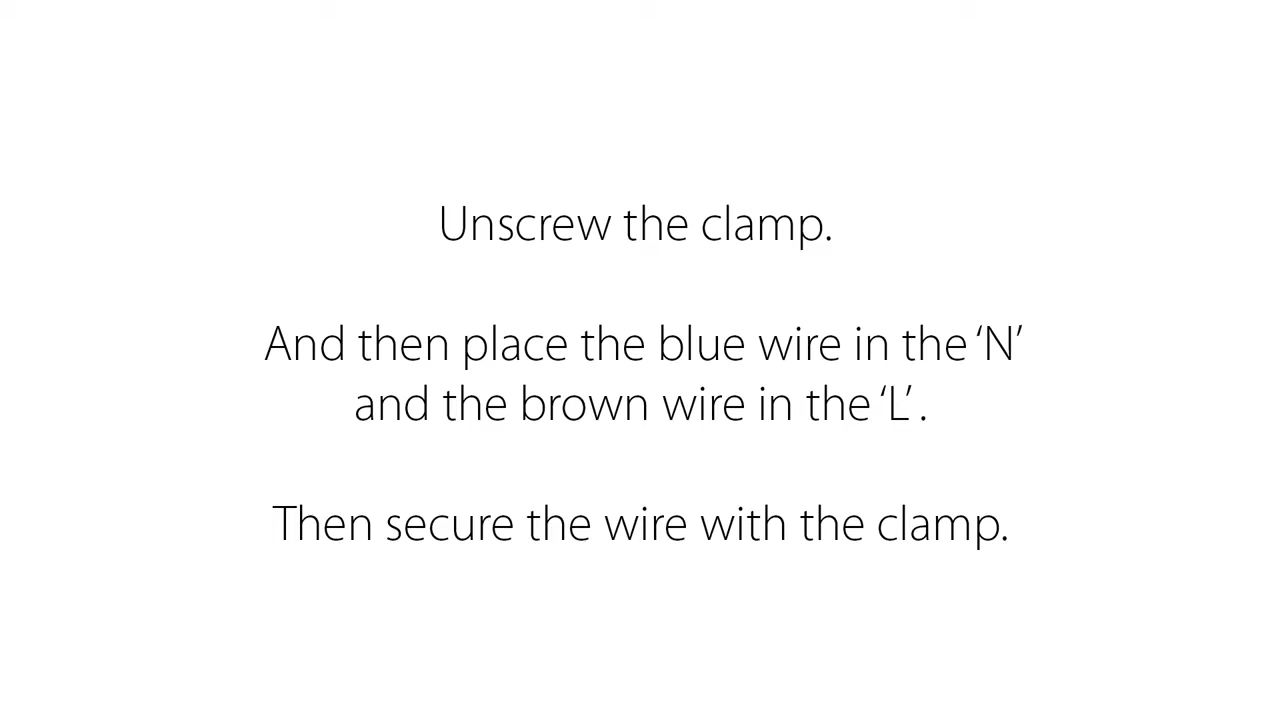 Unscrew the clamp.
And then place the blue wire in the ‘N’
and the brown wire in the ‘L’ .
Then secure the wire with the clamp.